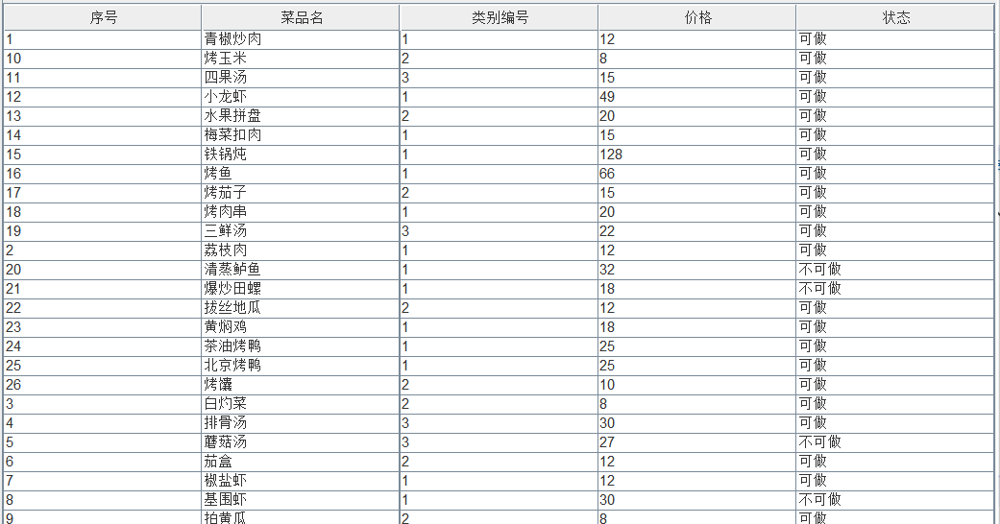 序号 菜品名 类别编号 价格 状态
1 青椒炒肉 1 12 可做
10 烤玉米 2 8 可做
11 四果汤 3 15 可做
12 小龙虾 1 49 可做
13 水果拼盘 2 20 可做
14 梅菜扣肉 1 15 可做
15 铁锅炖 1 128 可做
16 烤鱼 1 66 可做
17 烤茄子 2 15 可做
18 烤肉串 1 20 可做
19 三鲜汤 3 22 可做
2 荔枝肉 1 12 可做
20 清蒸鲈鱼 1 32 不可做
21 爆炒田螺 1 18 不可做
22 拔丝地瓜 2 12 可做
23 黄焖鸡 1 18 可做
24 茶油烤鸭 1 25 可做
25 北京烤鸭 1 25 可做
26 烤馕 2 10 可做
3 白灼菜 2 8 可做
4 排骨汤 3 30 可做
5 蘑菇汤 3 27 不可做
6 茄盒 2 12 可做
7 椒盐虾 1 12 可做
8 基围虾 1 30 不可做
9 拍黄瓜 2 8 可做